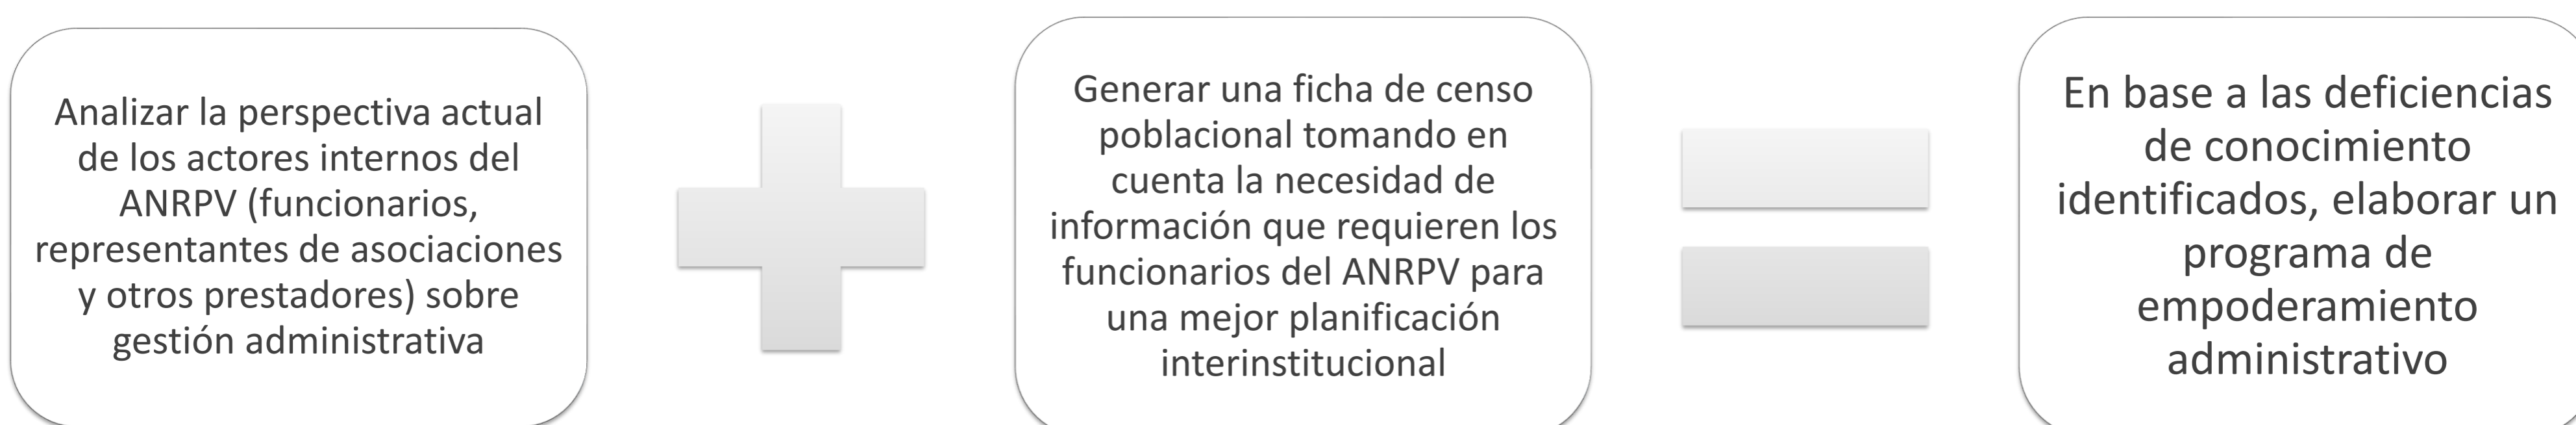 Analizar la perspectiva actual
de los actores internos del
ANRPV (funcionarios,
representantes de asociaciones
y otros prestadores) sobre
gestión administrativa
Generar una ficha de censo
poblacional tomando en
cuenta la necesidad de
información que requieren los
funcionarios del ANRPV para
una mejor planificación
interinstitucional
En base a las deficiencias
de conocimiento
identificados, elaborar un
programa de
empoderamiento
administrativo